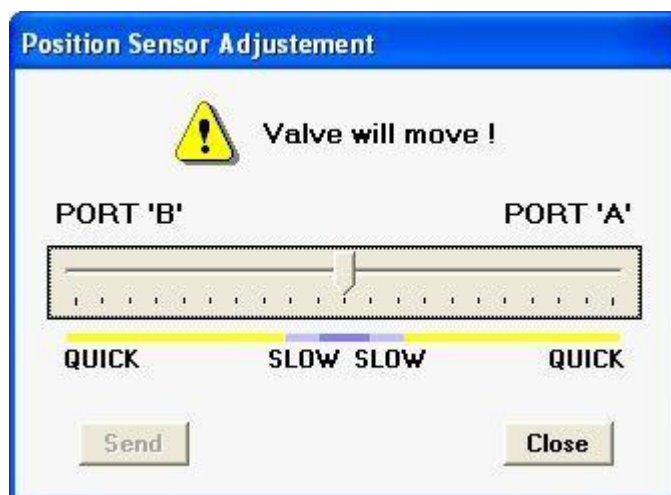 Position Sensor Adjustement
Valve will move !
PORT 'B' PORT 'A'
QUICK SLOW SLOW QUICK
Send Close